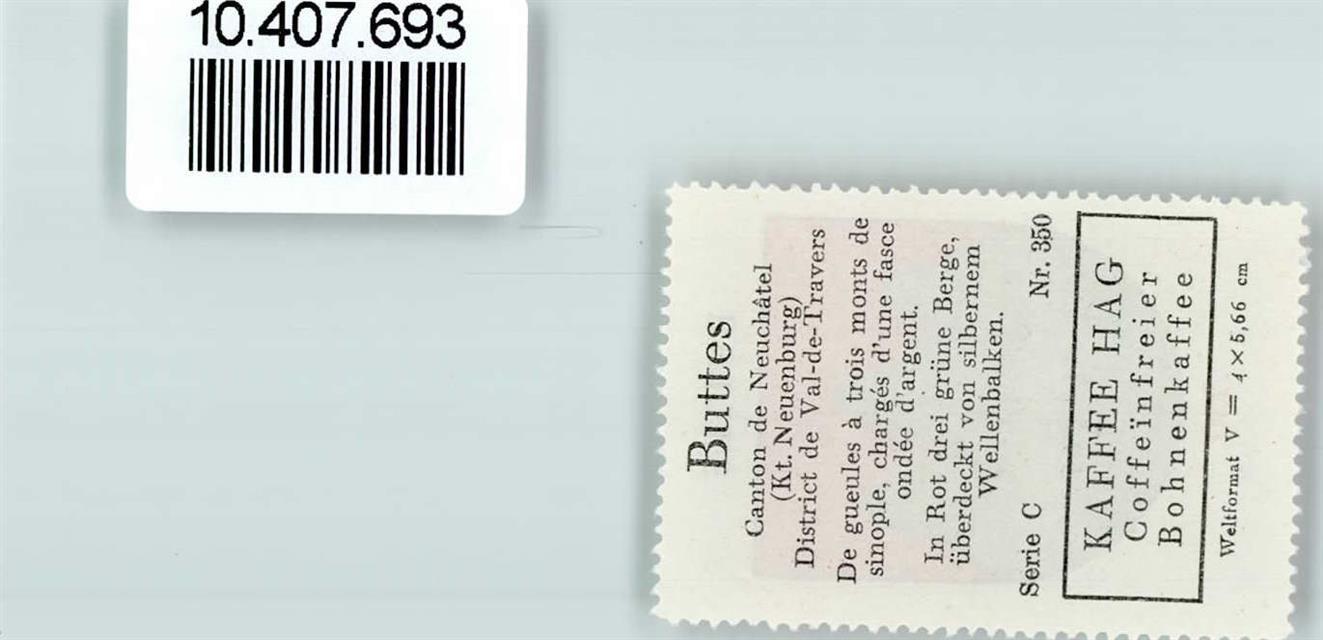 10.407.693
Buttes
Canton de Neuchâtel
(Kt. Neuenburg)
District de Val-de-Travers
De gueules à trois monts de
sinople, chargés d'une fasce
ondée d'argent.
In Rot drei grüne Berge,
überdeckt von silbernem
Wellenbalken.
Serie C Nr. 350
KAFFEE HAG
Coffeïnfreier
Bohnenkaffee
Weltformat V = 4 × 5,66 cm